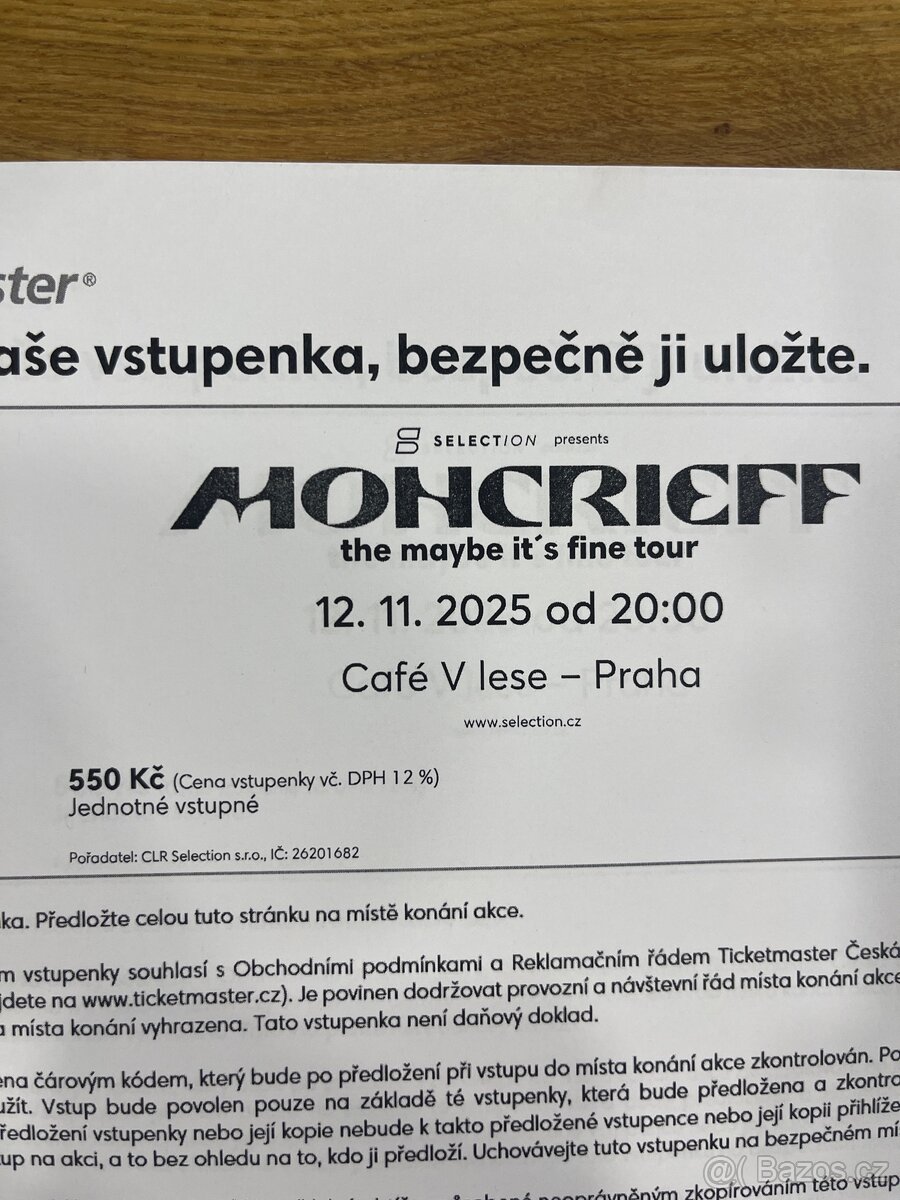 ster®
aše vstupenka, bezpečně ji uložte.
SELECTION presents
MONCRIEFF
the maybe it´s fine tour
12. 11. 2025 od 20:00
Café V lese – Praha
www.selection.cz
550 Kč (Cena vstupenky vč. DPH 12 %)
Jednotné vstupné
Pořadatel: CLR Selection s.r.o., IČ: 26201682
ka. Předložte celou tuto stránku na místě konání akce.
m vstupenky souhlasí s Obchodními podmínkami a Reklamačním řádem Ticketmaster Česká
jdete na www.ticketmaster.cz). Je povinen dodržovat provozní a návštevní řád místa konání akce
a místa konání vyhrazena. Tato vstupenka není daňový doklad.
ena čárovým kódem, který bude po předložení při vstupu do místa konání akce zkontrolován. Po
užít. Vstup bude povolen pouze na základě té vstupenky, která bude předložena a zkontro
ředložení vstupenky nebo její kopie nebude k takto předložené vstupence nebo její kopii přihlíže
tup na akci, a to bez ohledu na to, kdo ji předloží. Uchovávejte tuto vstupenku na bezpečném mí
neoprávněným zkopírováním této vstup
@( Bazos.cz